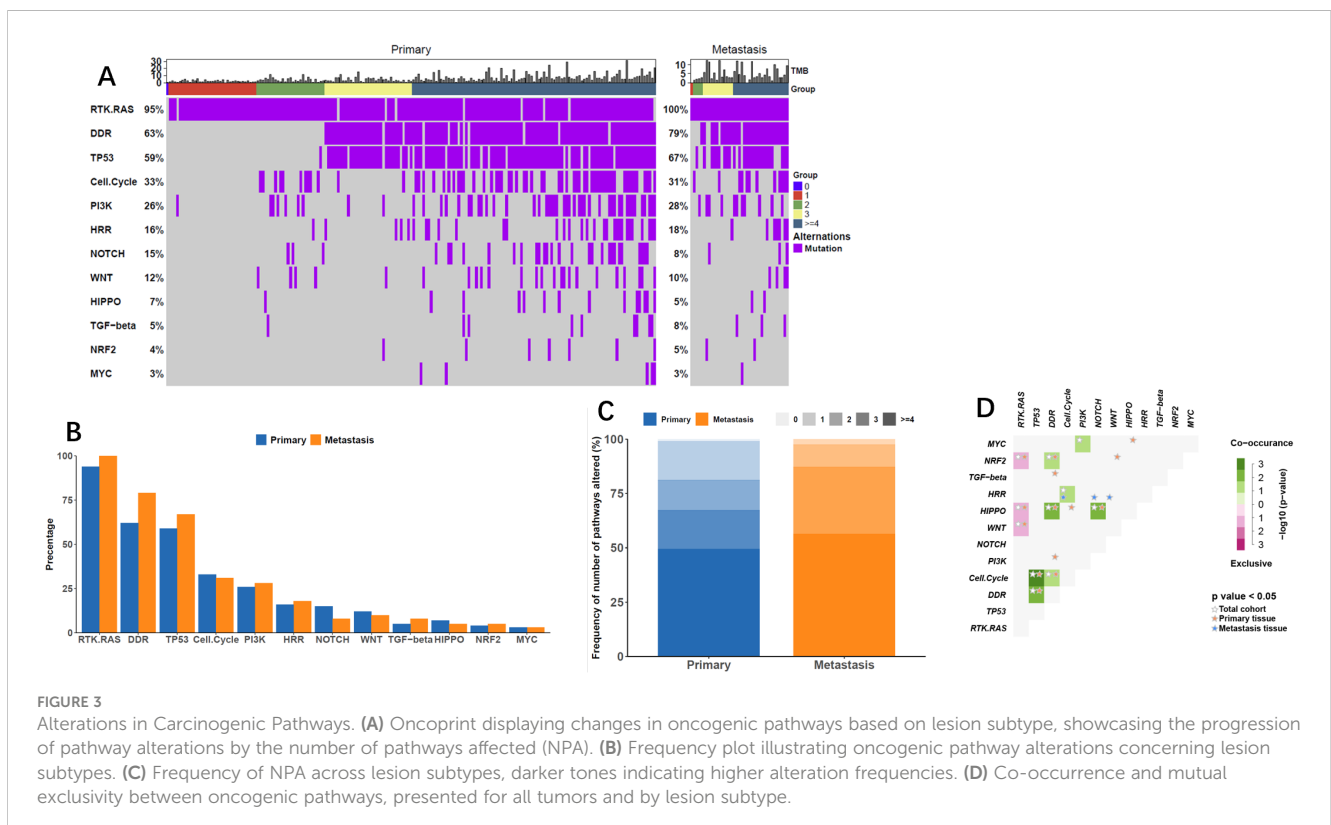 A
Primary
Metastasis
30
20
10
0
10
5
0
TMB
Group
RTK.RAS 95% 100%
DDR 63% 79%
TP53 59% 67%
Cell.Cycle 33% 31%
PI3K 26% 28%
HRR 16% 18%
NOTCH 15% 8%
WNT 12% 10%
HIPPO 7% 5%
TGF−beta 5% 8%
NRF2 4% 5%
MYC 3% 3%
Group
0
1
2
3
>=4
Alternations
Mutation
B
Primary Metastasis
Precentage
100
75
50
25
0
RTK.RAS DDR TP53 Cell.Cycle PI3K HRR NOTCH WNT TGF−beta HIPPO NRF2 MYC
C
Primary Metastasis 0 1 2 3 >=4
Frequency of number of pathways altered (%)
100
75
50
25
0
Primary Metastasis
D
RTK.RAS TP53 DDR Cell.Cycle PI3K NOTCH WNT HIPPO HRR TGF-beta NRF2 MYC
MYC
NRF2
TGF-beta
HRR
HIPPO
WNT
NOTCH
PI3K
Cell.Cycle
DDR
TP53
RTK.RAS
Co-occurance
3
2
1
0
1
2
3
−log10 (p-value)
Exclusive
p value < 0.05
Total cohort
Primary tissue
Metastasis tissue
FIGURE 3
Alterations in Carcinogenic Pathways. (A) Oncoprint displaying changes in oncogenic pathways based on lesion subtype, showcasing the progression
of pathway alterations by the number of pathways affected (NPA). (B) Frequency plot illustrating oncogenic pathway alterations concerning lesion
subtypes. (C) Frequency of NPA across lesion subtypes, darker tones indicating higher alteration frequencies. (D) Co-occurrence and mutual
exclusivity between oncogenic pathways, presented for all tumors and by lesion subtype.